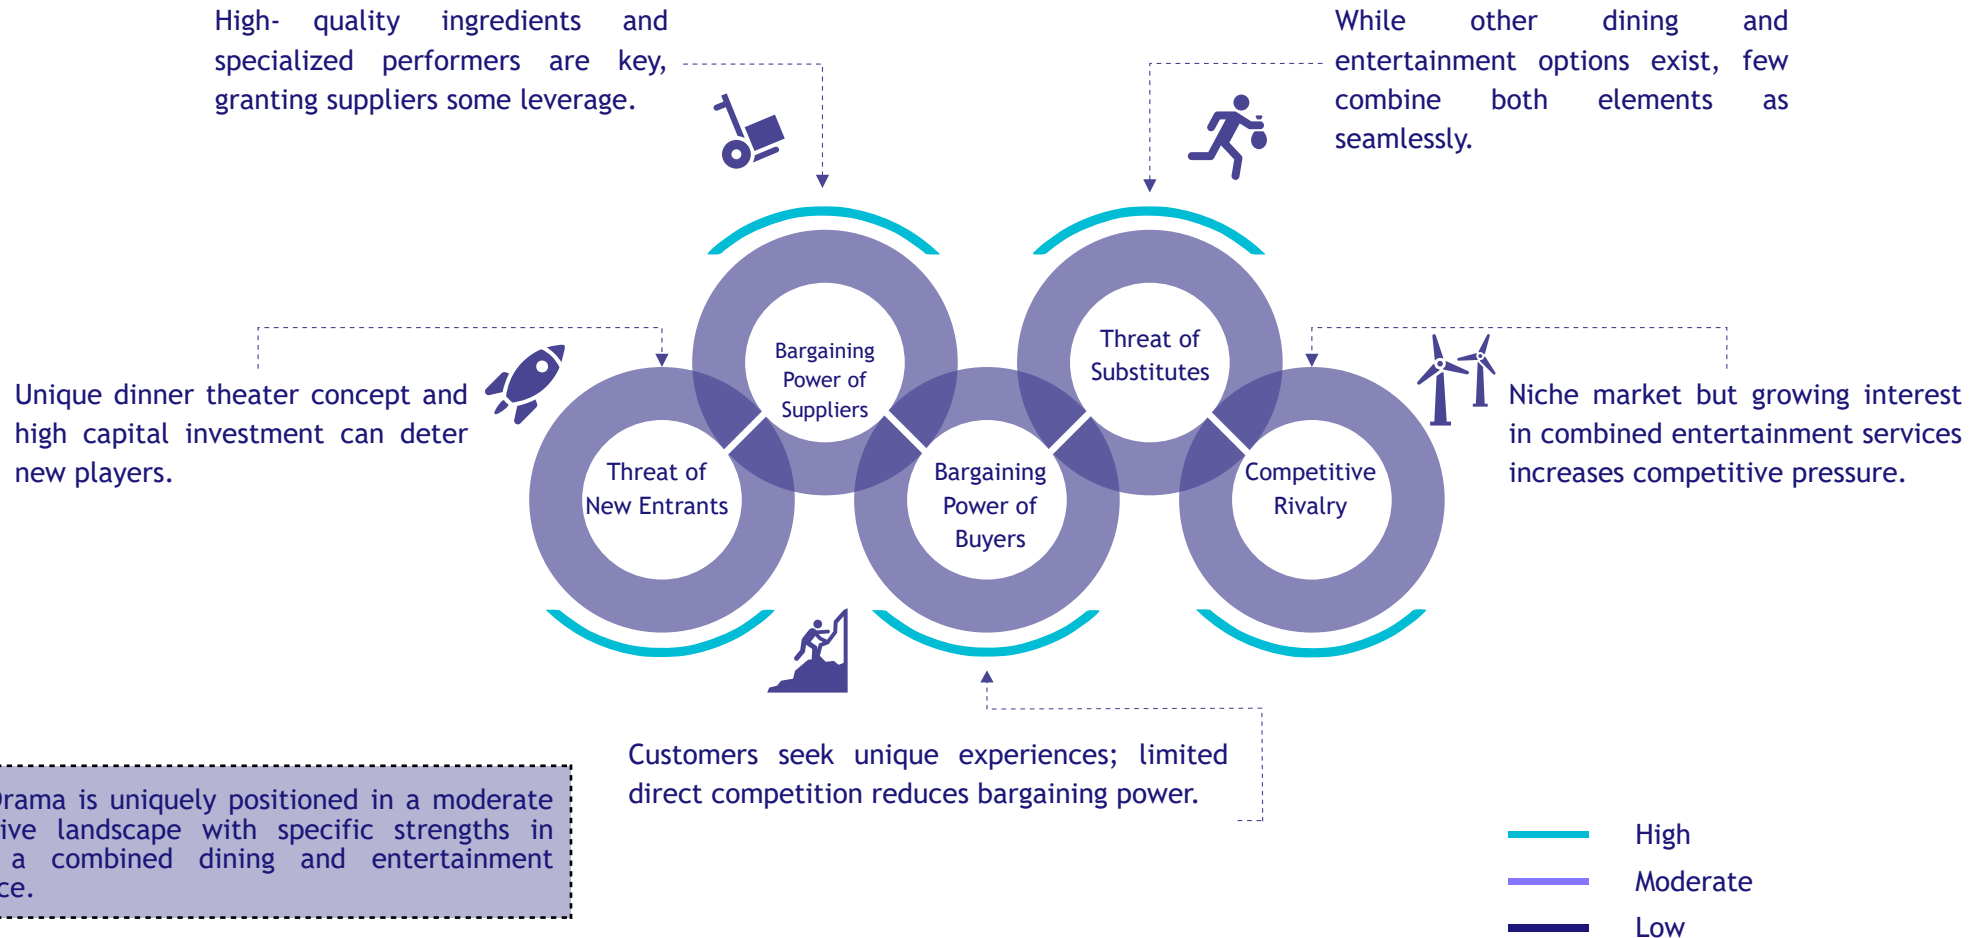 High- quality ingredients and
specialized performers are key,
granting suppliers some leverage.
While other dining and
entertainment options exist, few
combine both elements as
seamlessly.
Unique dinner theater concept and
high capital investment can deter
new players.
Bargaining
Power of
Suppliers
Threat of
Substitutes
Niche market but growing interest
in combined entertainment services
increases competitive pressure.
Threat of
New Entrants
Bargaining
Power of
Buyers
Competitive
Rivalry
Customers seek unique experiences; limited
direct competition reduces bargaining power.
Drama is uniquely positioned in a moderate
landscape with specific strengths in
a combined dining and entertainment
High
Moderate
Low